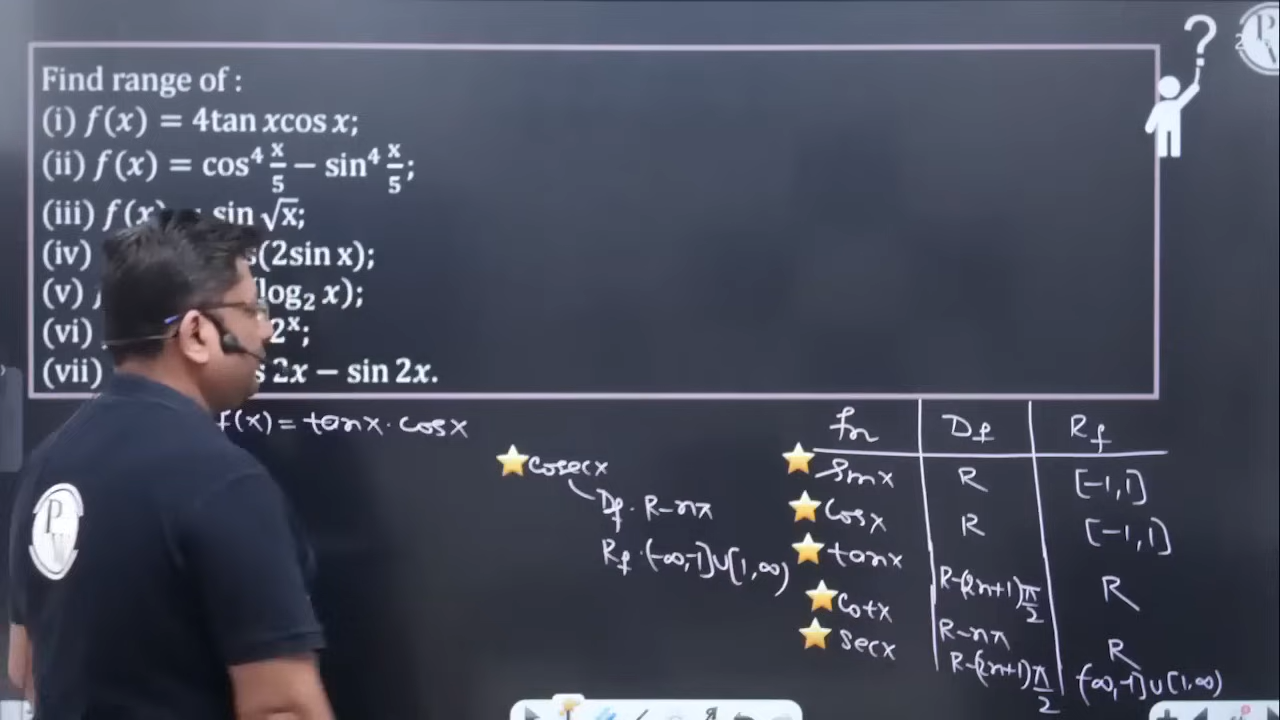 Find range of :
(i) f(x) = 4tan xcos x;
(ii) f(x) = cos⁴ x/5 − sin⁴ x/5;
(iii) f(x) sin √x;
(iv) (2sin x);
(v) log₂ x);
(vi) 2ˣ;
(vii) 2x − sin 2x.
f(x) = tanx·cosx
cosecx
Df · R-nπ
Rf · (-∞,-1]∪[1,∞)
fn Df Rf
Sinx R [-1,1]
Cosx R [-1,1]
tanx R-(2n+1)π/2 R
Cotx R-nπ R
Secx R-(2n+1)π/2 (-∞,-1]∪[1,∞)
?
P
P
W